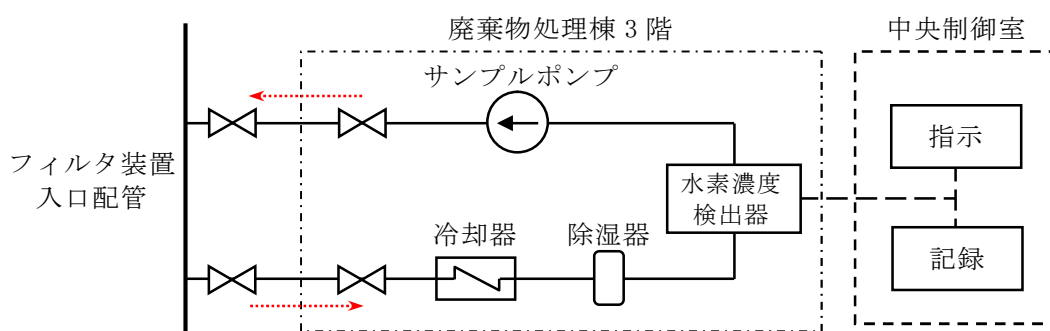 廃棄物処理棟 3 階
中央制御室
サンプルポンプ
指示
フィルタ装置
入口配管
水素濃度
検出器
冷却器
除湿器
記録